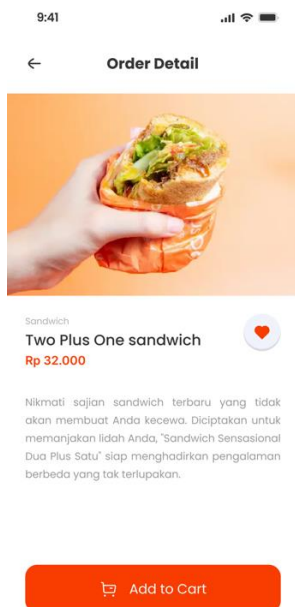 9:41
Order Detail
Sandwich
Two Plus One sandwich
Rp 32.000
Nikmati sajian sandwich terbaru yang tidak
akan membuat Anda kecewa. Diciptakan untuk
memanjakan lidah Anda, "Sandwich Sensasional
Dua Plus Satu" siap menghadirkan pengalaman
berbeda yang tak terlupakan.
Add to Cart